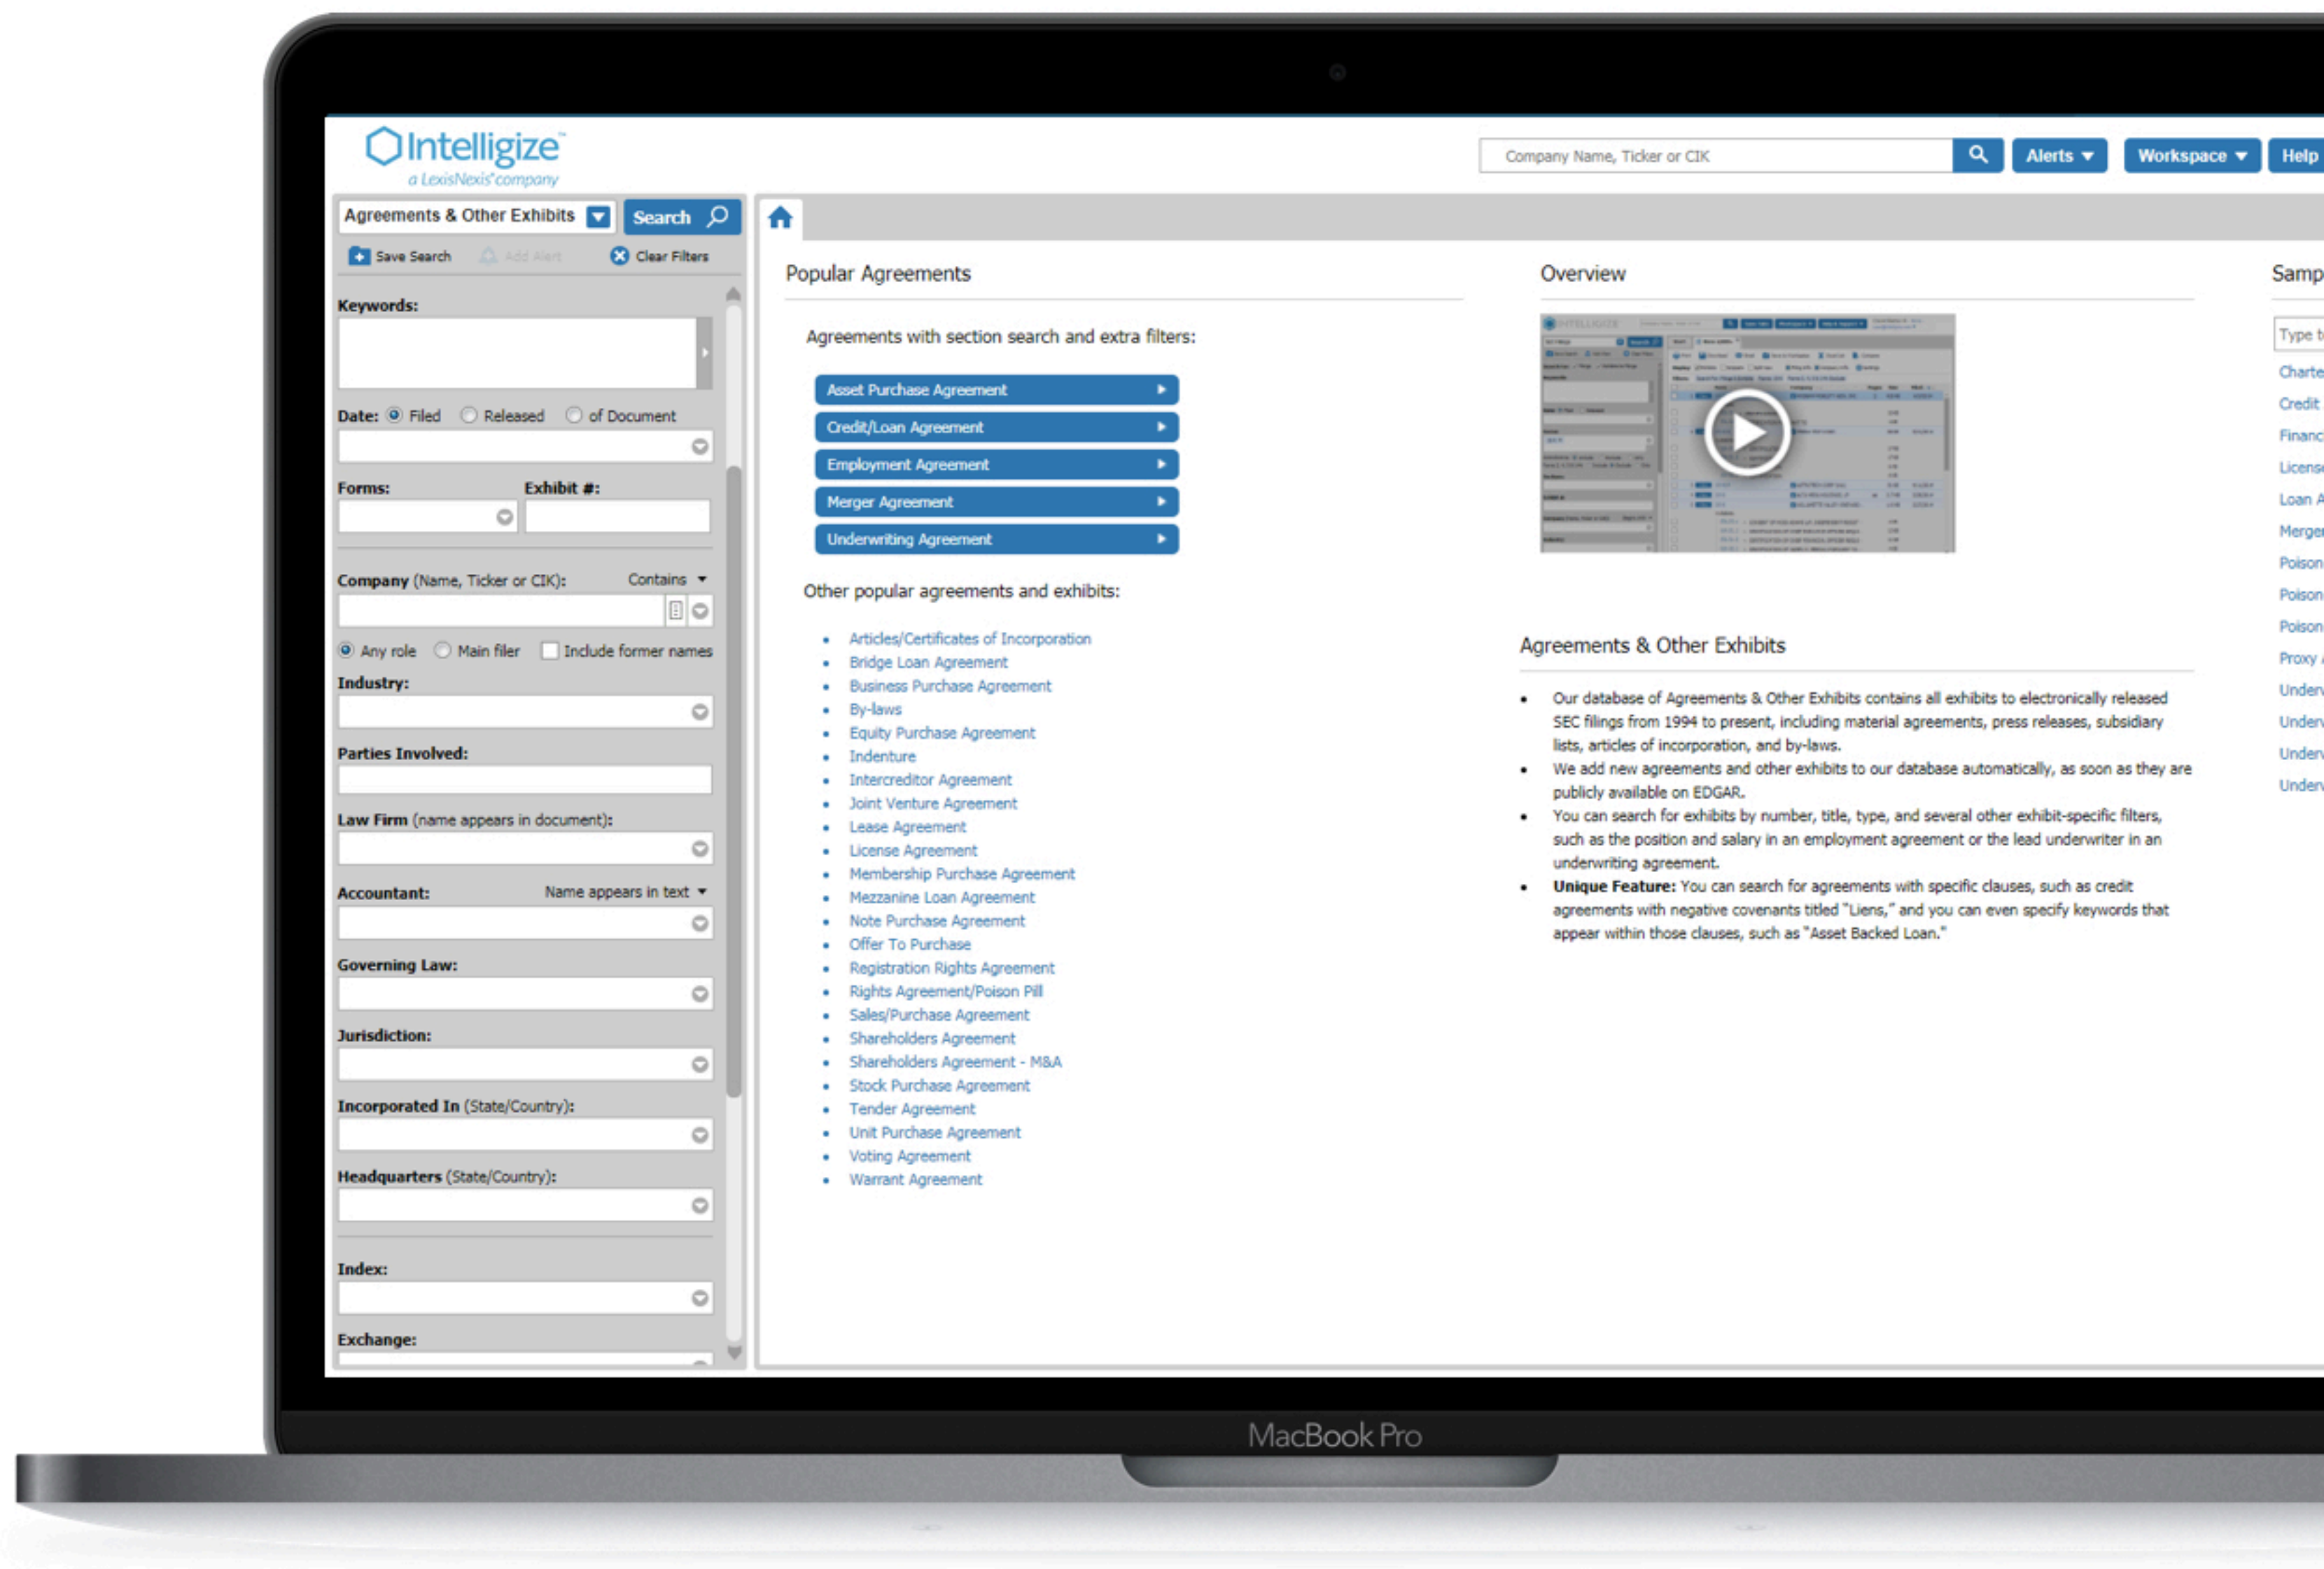 Intelligize™
a LexisNexis® company
Company Name, Ticker or CIK
Alerts
Workspace
Help
Agreements & Other Exhibits
Search
Save Search
Add Alert
Clear Filters
Keywords:
Date: Filed Released of Document
Forms: Exhibit #:
Company (Name, Ticker or CIK): Contains
Any role Main filer Include former names
Industry:
Parties Involved:
Law Firm (name appears in document):
Accountant: Name appears in text
Governing Law:
Jurisdiction:
Incorporated In (State/Country):
Headquarters (State/Country):
Index:
Exchange:
Popular Agreements
Agreements with section search and extra filters:
Asset Purchase Agreement
Credit/Loan Agreement
Employment Agreement
Merger Agreement
Underwriting Agreement
Other popular agreements and exhibits:
Articles/Certificates of Incorporation
Bridge Loan Agreement
Business Purchase Agreement
By-laws
Equity Purchase Agreement
Indenture
Intercreditor Agreement
Joint Venture Agreement
Lease Agreement
License Agreement
Membership Purchase Agreement
Mezzanine Loan Agreement
Note Purchase Agreement
Offer To Purchase
Registration Rights Agreement
Rights Agreement/Poison Pill
Sales/Purchase Agreement
Shareholders Agreement
Shareholders Agreement - M&A
Stock Purchase Agreement
Tender Agreement
Unit Purchase Agreement
Voting Agreement
Warrant Agreement
Overview
INTELLIGIZE
Agreements & Other Exhibits
Our database of Agreements & Other Exhibits contains all exhibits to electronically released
SEC filings from 1994 to present, including material agreements, press releases, subsidiary
lists, articles of incorporation, and by-laws.
We add new agreements and other exhibits to our database automatically, as soon as they are
publicly available on EDGAR.
You can search for exhibits by number, title, type, and several other exhibit-specific filters,
such as the position and salary in an employment agreement or the lead underwriter in an
underwriting agreement.
Unique Feature: You can search for agreements with specific clauses, such as credit
agreements with negative covenants titled "Liens," and you can even specify keywords that
appear within those clauses, such as "Asset Backed Loan."
Samp
Type t
Charte
Credit
Financ
License
Loan A
Merger
Poison
Poison
Poison
Proxy
Underw
Underw
Underw
Underw
MacBook Pro